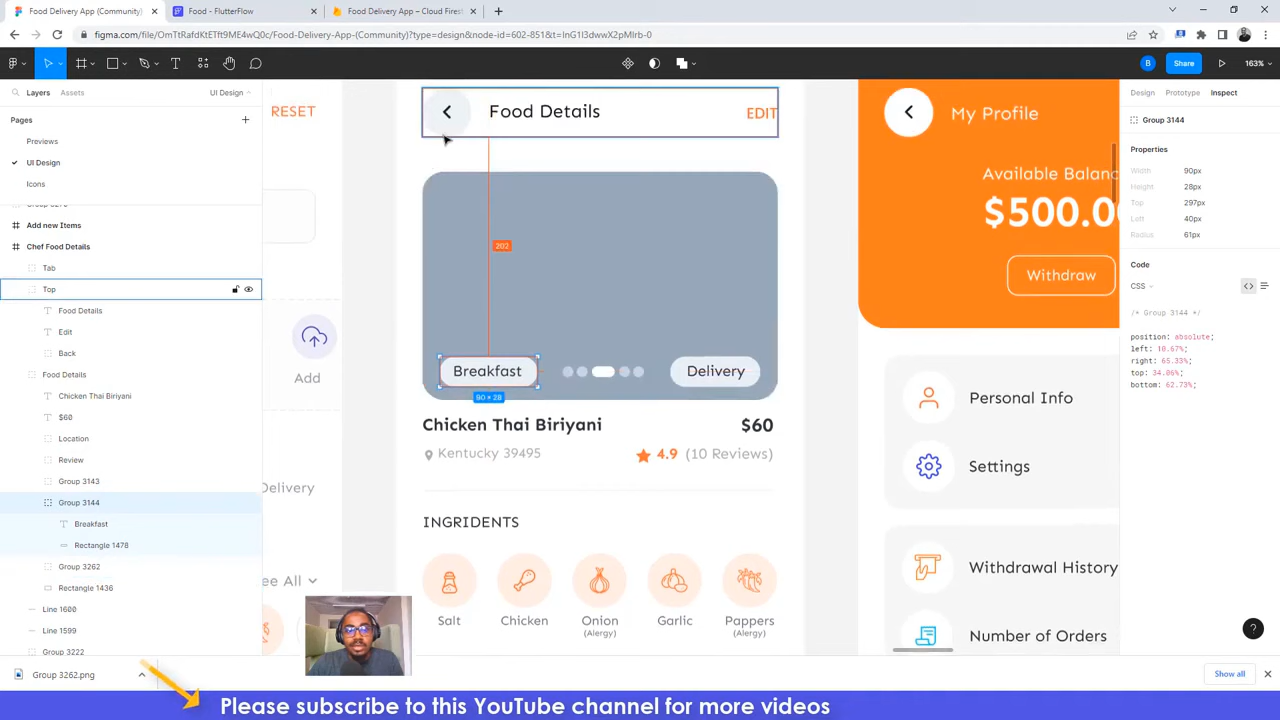 Food Delivery App (Community)
Food - FlutterFlow
Food Delivery App – Cloud Firest
figma.com/file/OmTtRafdKtETft9ME4wQ0c/Food-Delivery-App-(Community)?type=design&node-id=602-851&t=InG1I3dwwX2pMIrb-0
B
Share
163%
Layers
Assets
UI Design
Design
Prototype
Inspect
Pages
Previews
UI Design
Icons
Add new Items
Chef Food Details
Tab
Top
Food Details
Edit
Back
Food Details
Chicken Thai Biriyani
$60
Location
Review
Group 3143
Group 3144
Breakfast
Rectangle 1478
Group 3262
Rectangle 1436
Line 1600
Line 1599
Group 3222
RESET
Add
Delivery
ee All
Food Details
EDIT
202
Breakfast
Delivery
90 × 28
Chicken Thai Biriyani
$60
Kentucky 39495
4.9 (10 Reviews)
INGRIDENTS
Salt
Chicken
Onion
(Alergy)
Garlic
Pappers
(Alergy)
My Profile
Available Balanc
$500.0
Withdraw
Personal Info
Settings
Withdrawal History
Number of Orders
Group 3144
Properties
Width 90px
Height 28px
Top 297px
Left 40px
Radius 61px
Code
CSS
/* Group 3144 */
position: absolute;
left: 10.67%;
right: 65.33%;
top: 34.06%;
bottom: 62.73%;
?
Group 3262.png
Show all
Please subscribe to this YouTube channel for more videos